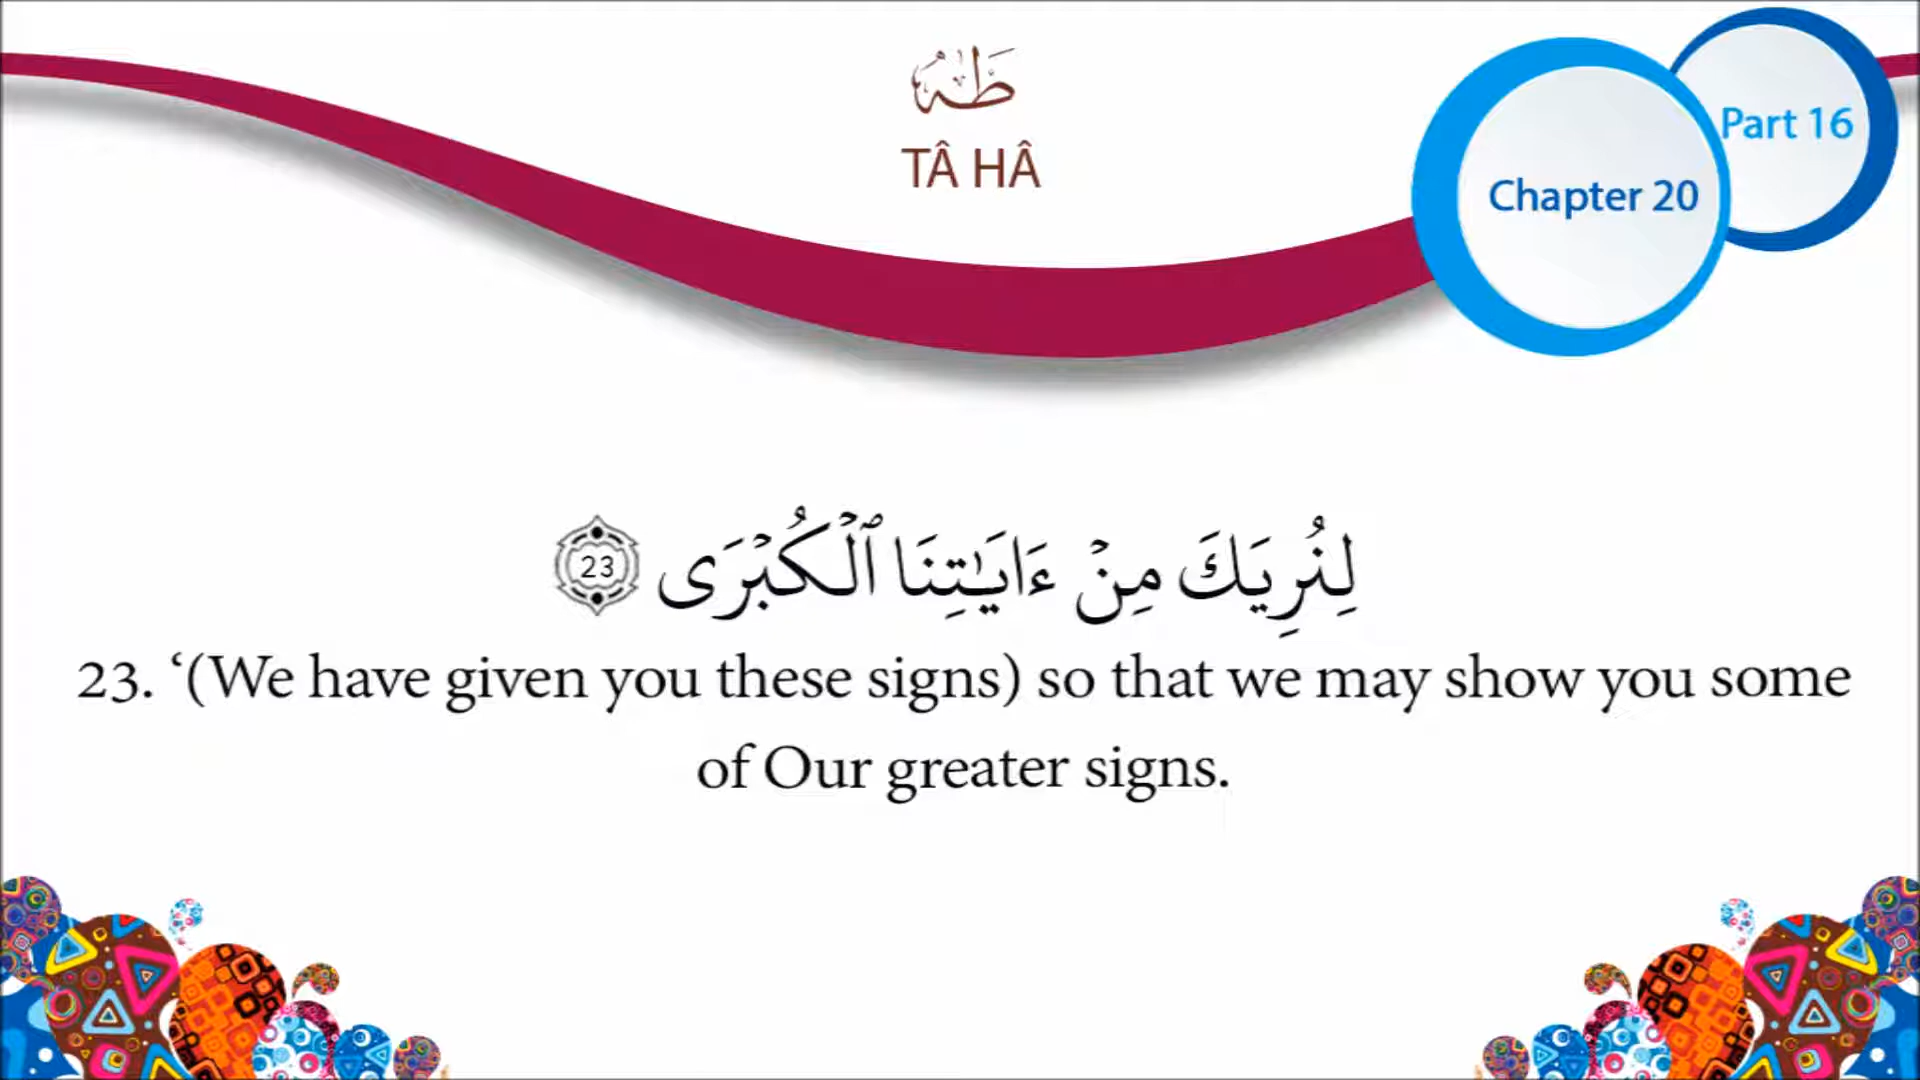 طه
TÂ HÂ
Part 16
Chapter 20
لِنُرِيَكَ مِنْ ءَايَـٰتِنَا ٱلْكُبْرَى 23
23. ‘(We have given you these signs) so that we may show you some
of Our greater signs.